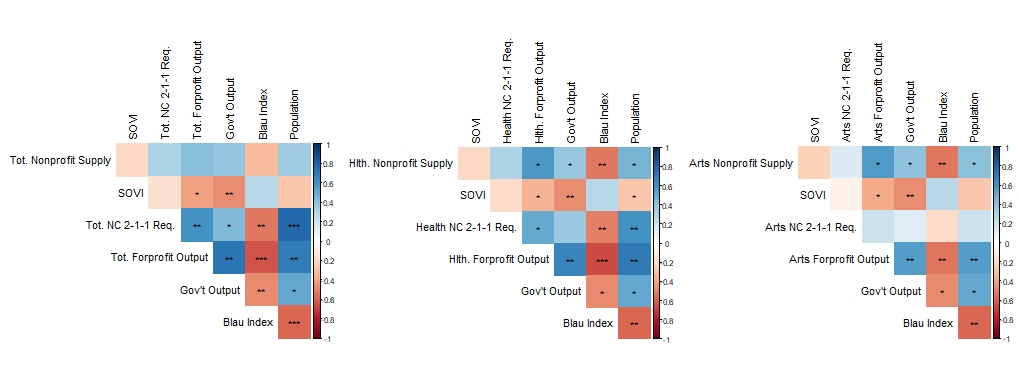 SOVI
Tot. NC 2-1-1 Req.
Tot. Forprofit Output
Gov't Output
Blau Index
Population
Tot. Nonprofit Supply
SOVI * **
Tot. NC 2-1-1 Req. ** * ** ***
Tot. Forprofit Output ** *** **
Gov't Output ** *
Blau Index ***
1
0.8
0.6
0.4
0.2
0
0.2
0.4
0.6
0.8
-1
SOVI
Health NC 2-1-1 Req.
Hlth. Forprofit Output
Gov't Output
Blau Index
Population
Hlth. Nonprofit Supply * * ** *
SOVI * ** *
Health NC 2-1-1 Req. * ** **
Hlth. Forprofit Output ** *** **
Gov't Output * *
Blau Index **
1
0.8
0.6
0.4
0.2
0
0.2
0.4
0.6
0.8
-1
SOVI
Arts NC 2-1-1 Req.
Arts Forprofit Output
Gov't Output
Blau Index
Population
Arts Nonprofit Supply * * ** *
SOVI * **
Arts NC 2-1-1 Req.
Arts Forprofit Output ** ** **
Gov't Output * *
Blau Index **
1
0.8
0.6
0.4
0.2
0
0.2
0.4
0.6
0.8
-1